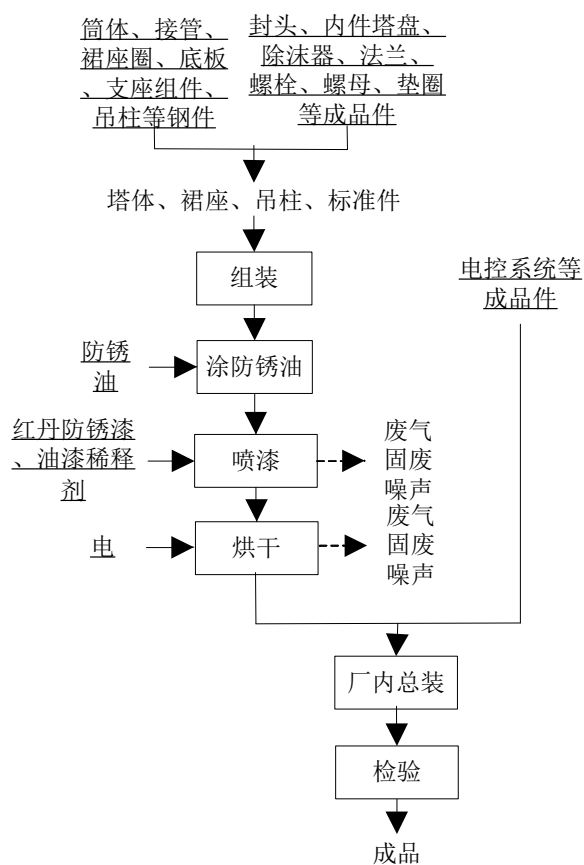 筒体、接管、
裙座圈、底板
、支座组件、
吊柱等钢件
封头、内件塔盘、
除沫器、法兰、
螺栓、螺母、垫圈
等成品件
塔体、裙座、吊柱、标准件
组装
电控系统等
成品件
防锈
油
涂防锈油
红丹防锈漆
、油漆稀释
剂
喷漆
废气
固废
噪声
电
烘干
废气
固废
噪声
厂内总装
检验
成品